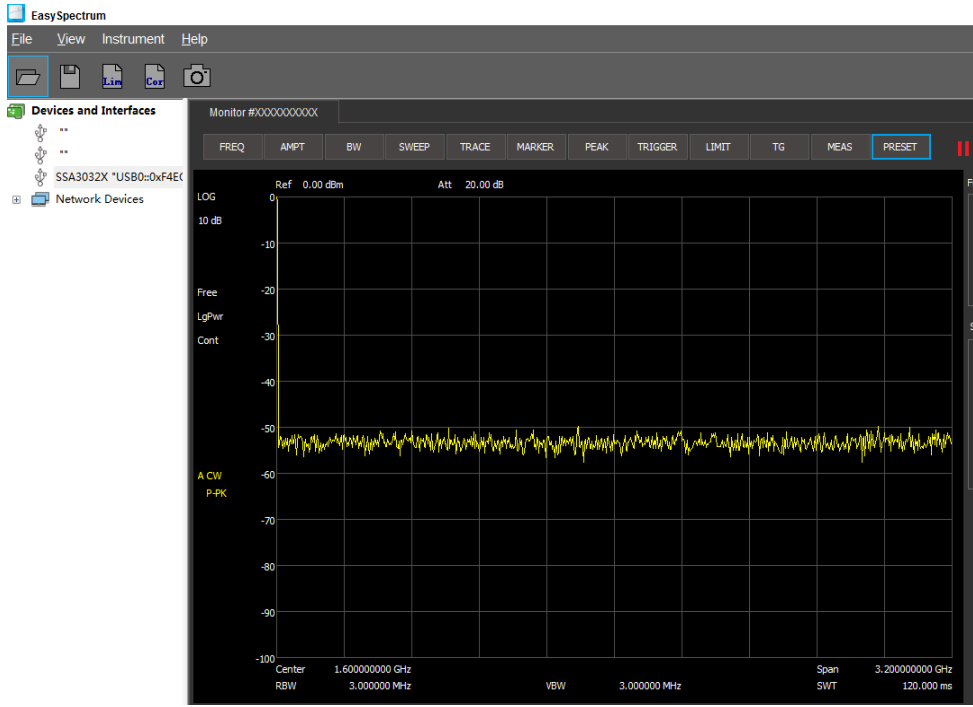 EasySpectrum
File View Instrument Help
Lim Cor
Devices and Interfaces
""
""
SSA3032X "USB0::0xF4E
Network Devices
Monitor #XXXXXXXXXX
FREQ AMPT BW SWEEP TRACE MARKER PEAK TRIGGER LIMIT TG MEAS PRESET
Ref 0.00 dBm Att 20.00 dB
LOG
10 dB
Free
LgPwr
Cont
A CW
P-PK
0
-10
-20
-30
-40
-50
-60
-70
-80
-90
-100
Center 1.600000000 GHz Span 3.200000000 GHz
RBW 3.000000 MHz VBW 3.000000 MHz SWT 120.000 ms